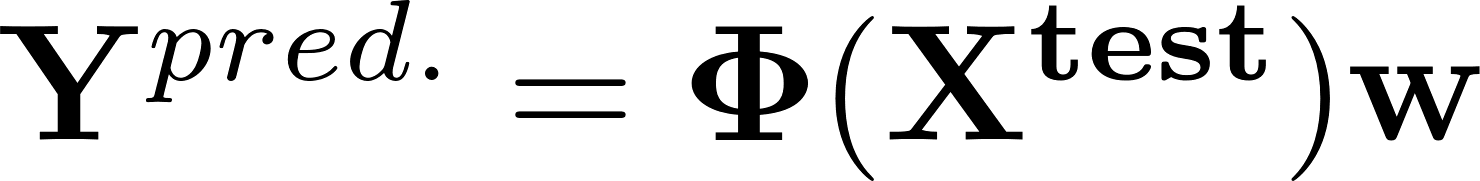 𝐘^{pred.} = 𝚽(𝐗^{𝐭𝐞𝐬𝐭})𝐰